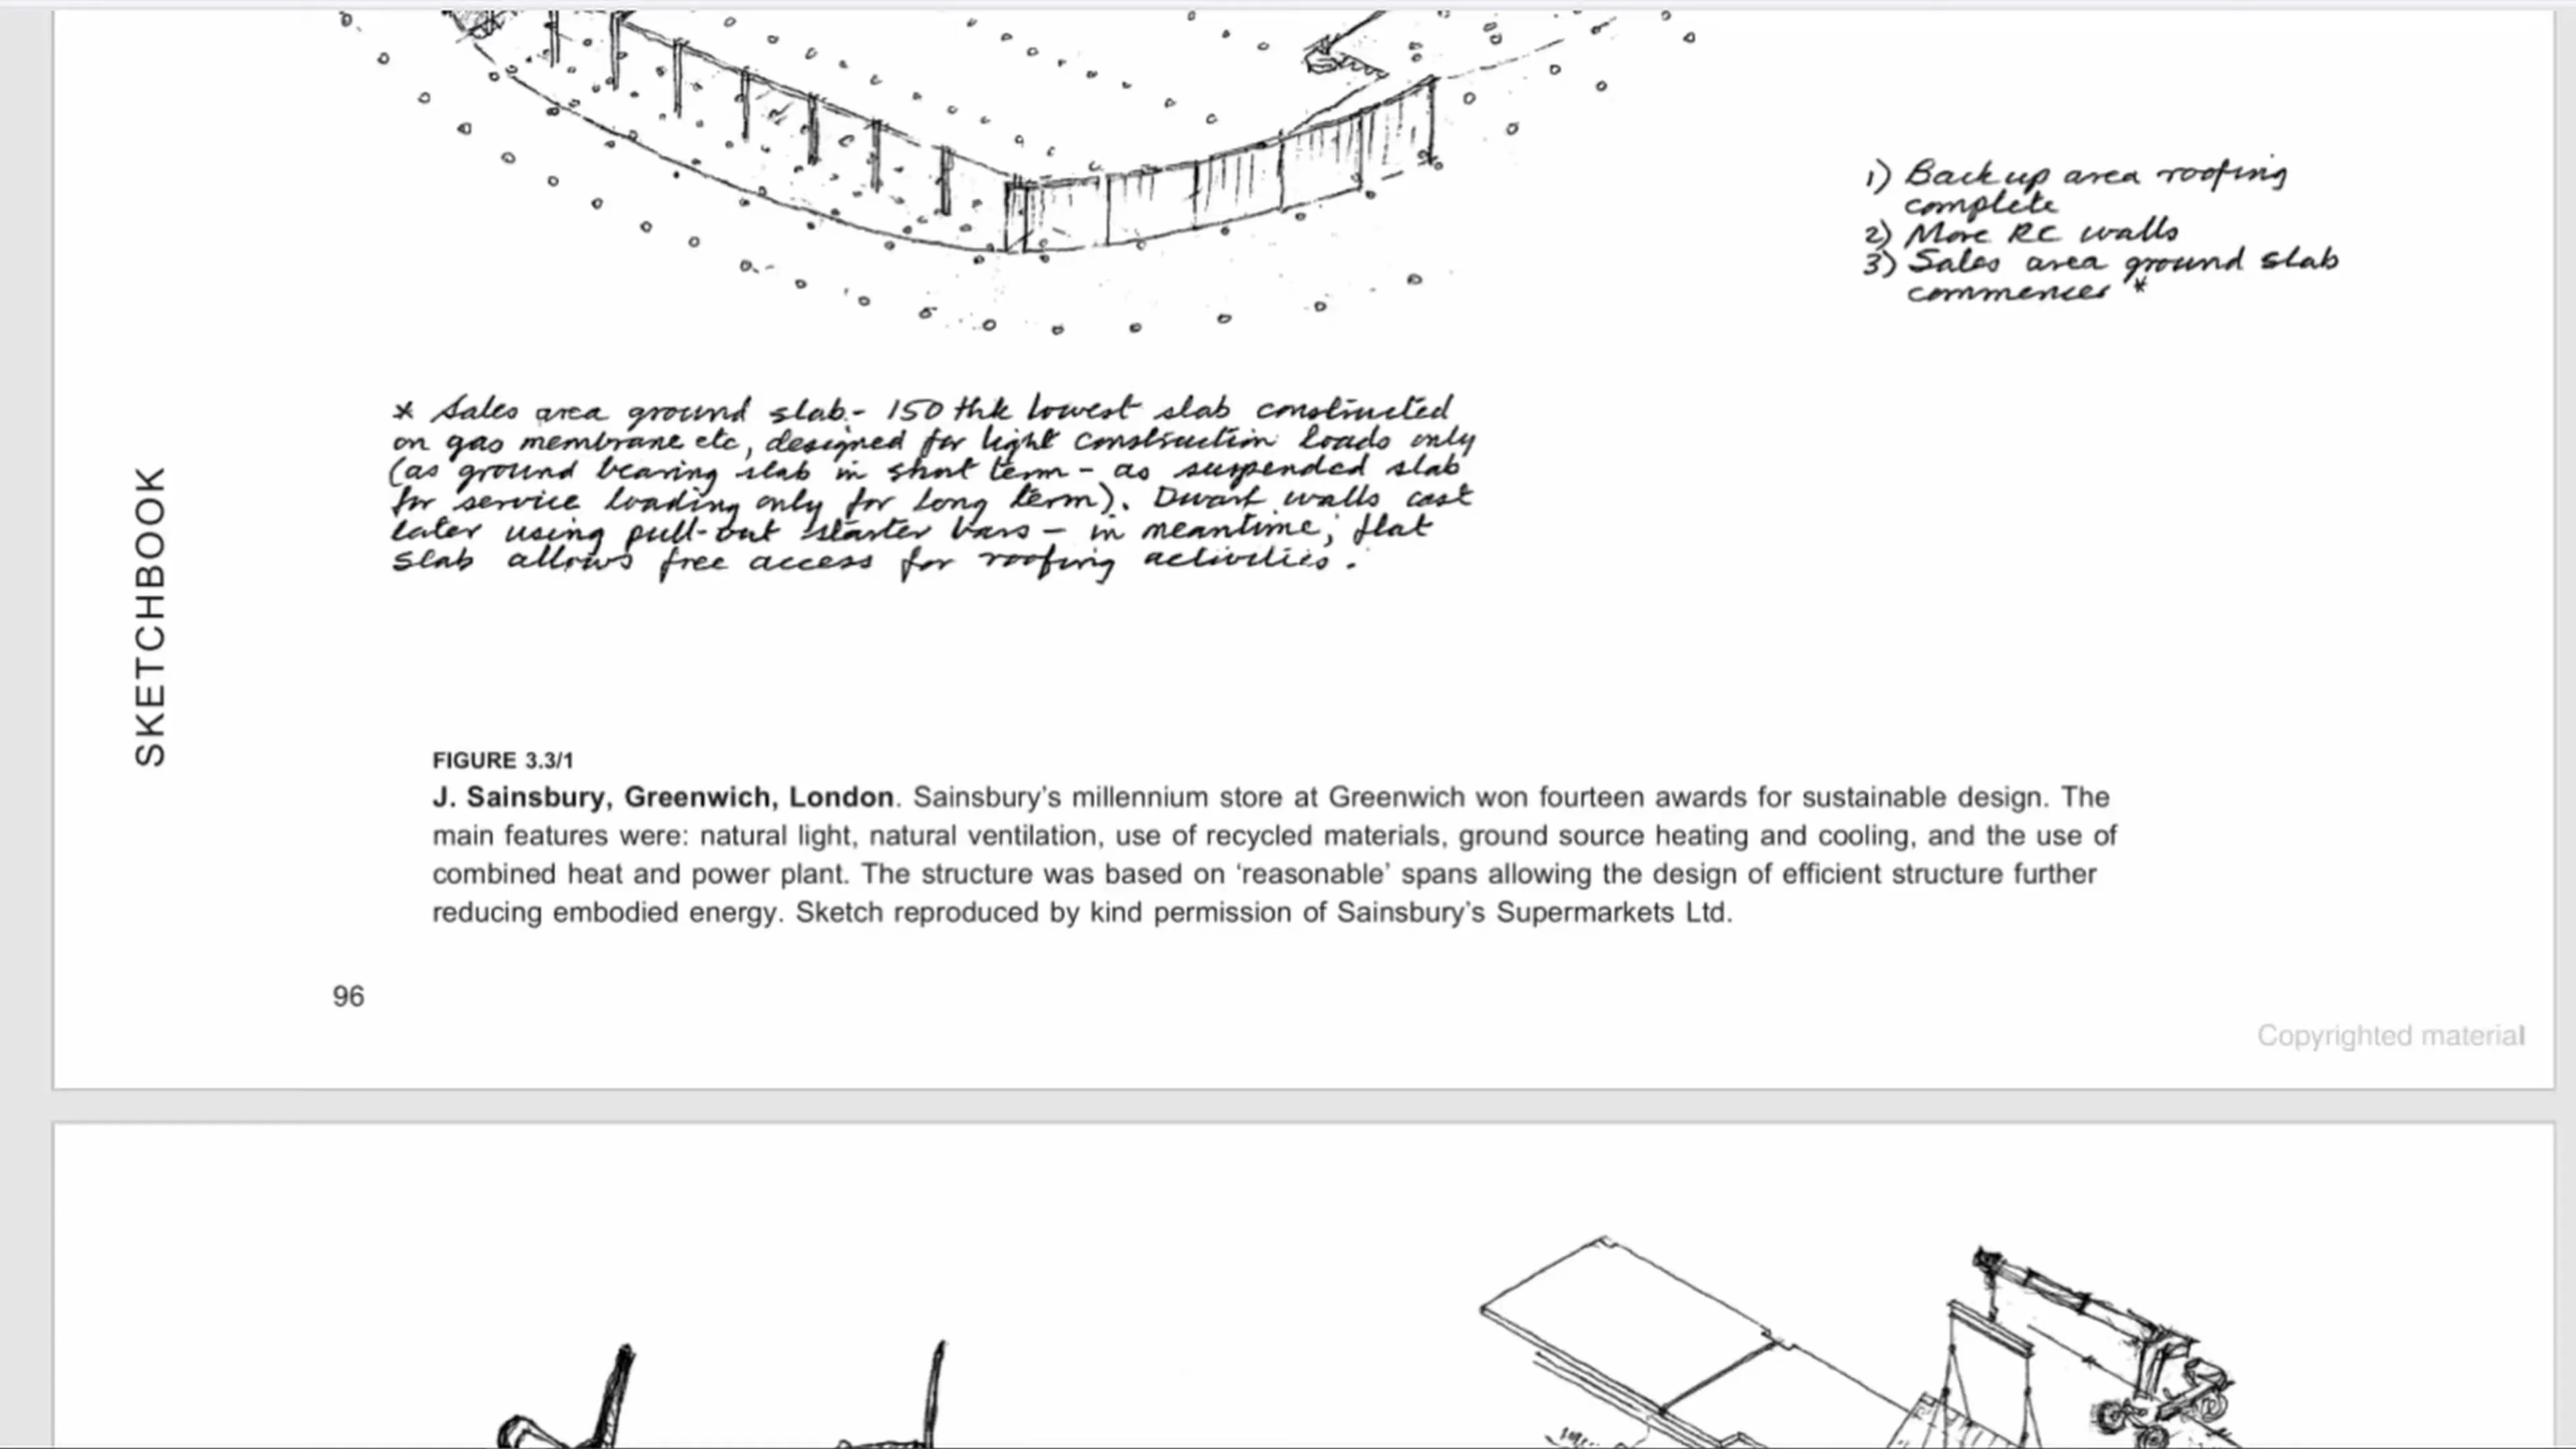 1) Back up area roofing
complete
2) More RC walls
3) Sales area ground slab
commences *
* Sales area ground slab.- 150 thk lowest slab constructed
on gas membrane etc, designed for light construction loads only
(as ground bearing slab in short term - as suspended slab
for service loading only for long term). Dwarf walls cast
later using pull-out starter bars - in meantime, flat
slab allows free access for roofing activities.
SKETCHBOOK
FIGURE 3.3/1
J. Sainsbury, Greenwich, London. Sainsbury's millennium store at Greenwich won fourteen awards for sustainable design. The
main features were: natural light, natural ventilation, use of recycled materials, ground source heating and cooling, and the use of
combined heat and power plant. The structure was based on 'reasonable' spans allowing the design of efficient structure further
reducing embodied energy. Sketch reproduced by kind permission of Sainsbury's Supermarkets Ltd.
96
Copyrighted material